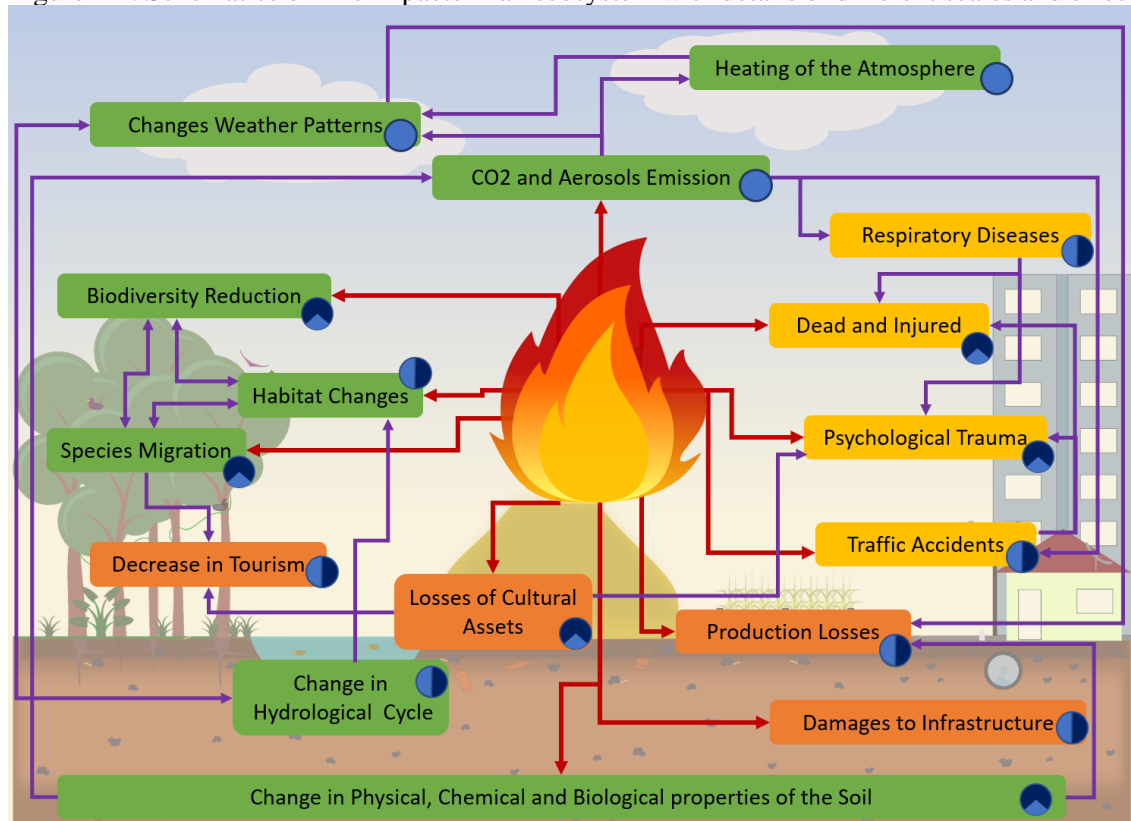 Heating of the Atmosphere
Changes Weather Patterns
CO2 and Aerosols Emission
Respiratory Diseases
Biodiversity Reduction
Dead and Injured
Habitat Changes
Species Migration
Psychological Trauma
Traffic Accidents
Decrease in Tourism
Losses of Cultural
Assets
Production Losses
Change in
Hydrological Cycle
Damages to Infrastructure
Change in Physical, Chemical and Biological properties of the Soil